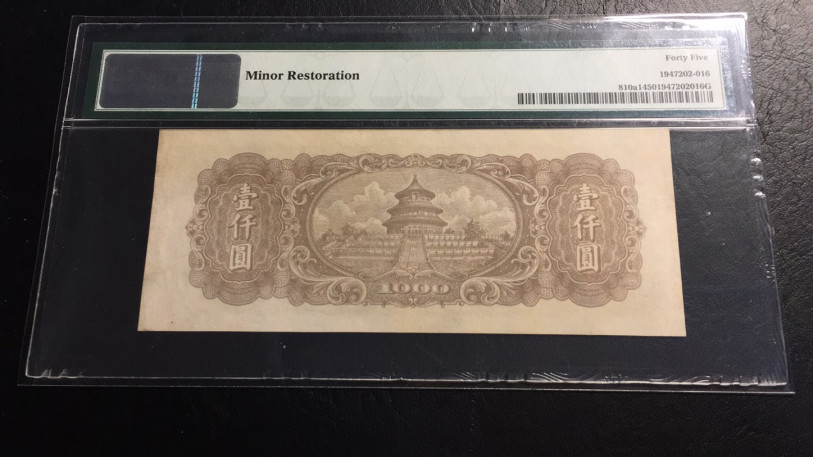 Minor Restoration
Forty Five
1947202-016
810a14501947202016G
壹仟圓
壹仟圓
1000